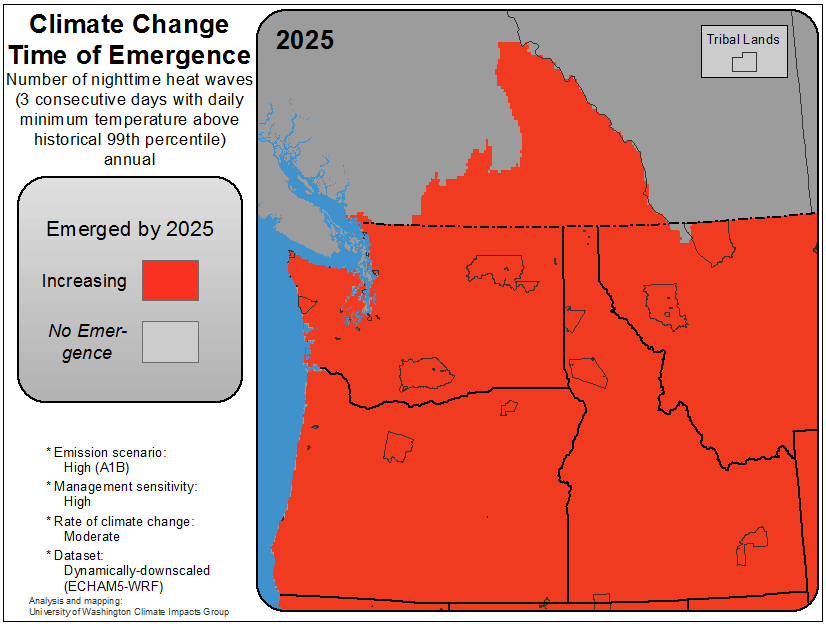 Climate Change
Time of Emergence
Number of nighttime heat waves
(3 consecutive days with daily
minimum temperature above
historical 99th percentile)
annual
Emerged by 2025
Increasing
No Emer-
gence
* Emission scenario:
High (A1B)
* Management sensitivity:
High
* Rate of climate change:
Moderate
* Dataset:
Dynamically-downscaled
(ECHAM5-WRF)
Analysis and mapping:
University of Washington Climate Impacts Group
2025
Tribal Lands